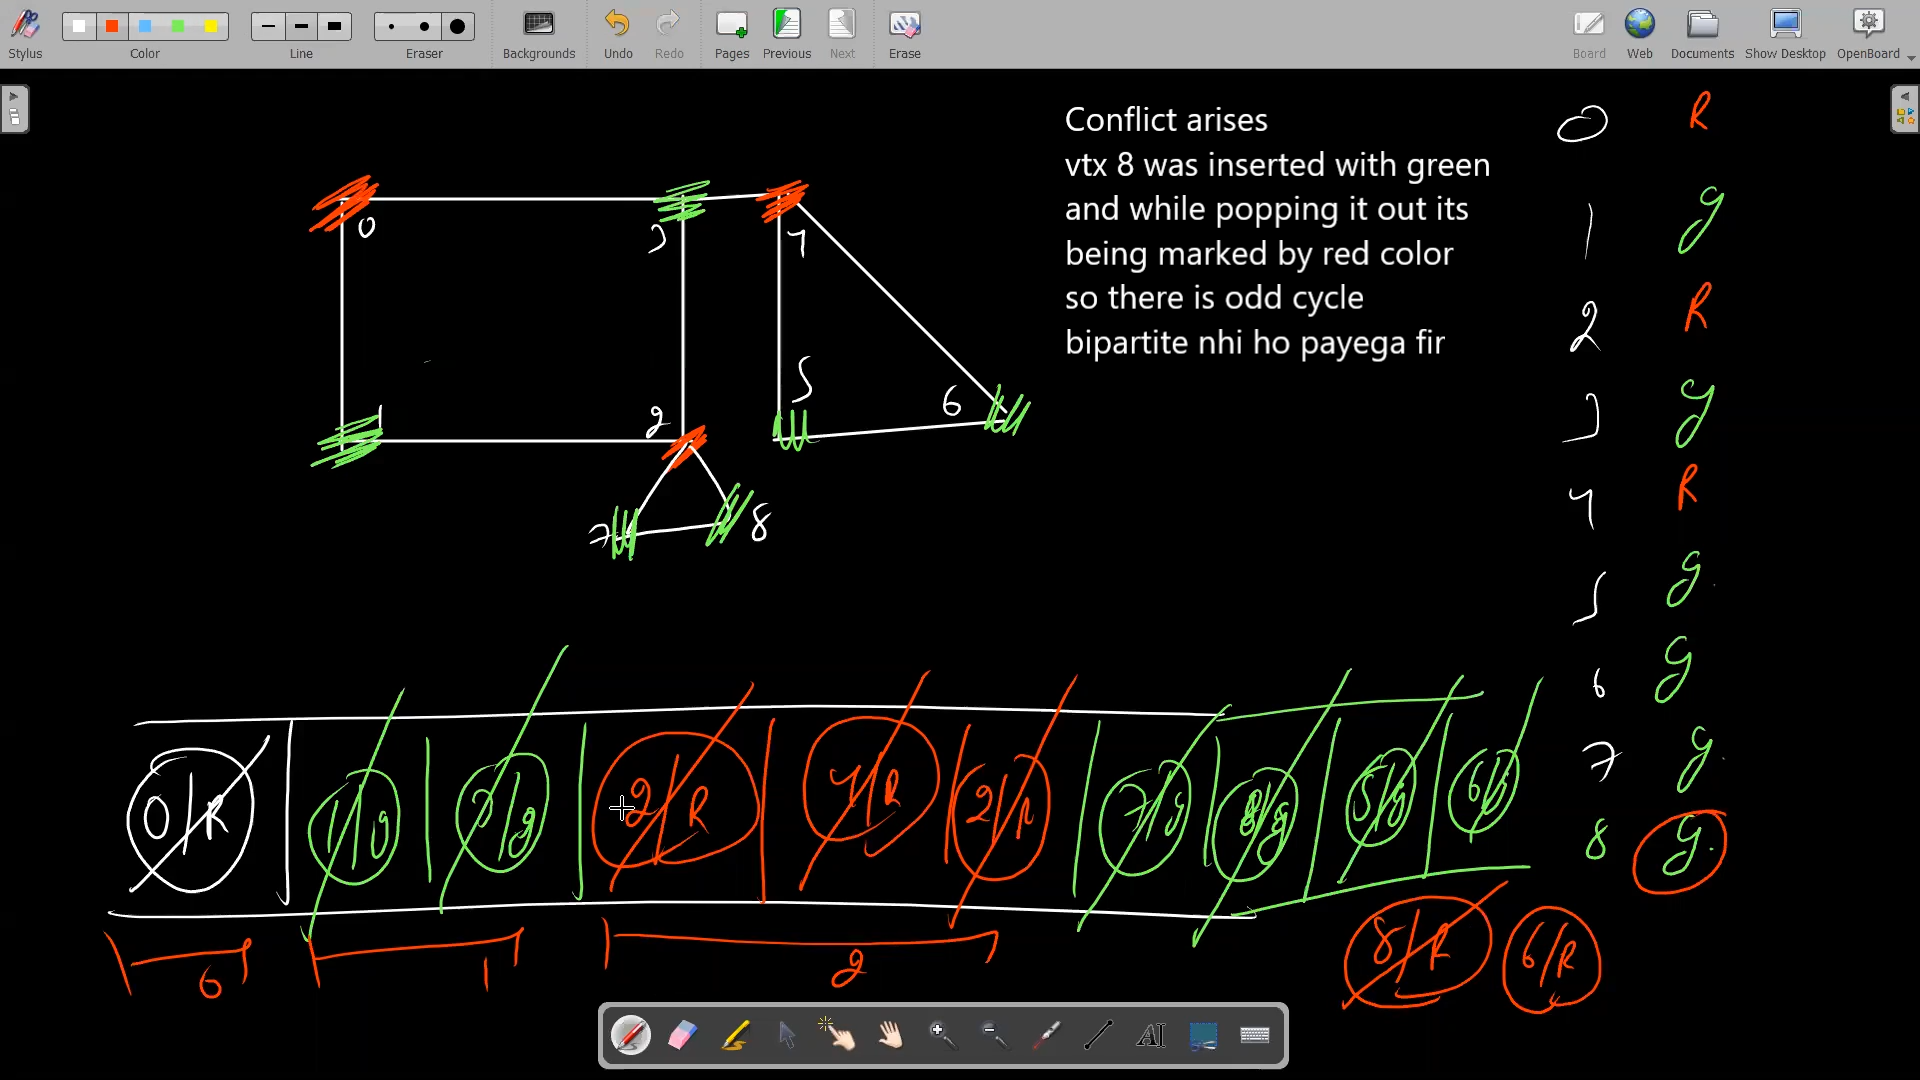 Stylus
Color
Line
Eraser
Backgrounds
Undo
Redo
Pages
Previous
Next
Erase
Board
Web
Documents
Show Desktop
OpenBoard
Conflict arises
vtx 8 was inserted with green
and while popping it out its
being marked by red color
so there is odd cycle
bipartite nhi ho payega fir
0
3
4
1
2
5
6
7
8
0 R
1 g
2 R
3 g
4 R
5 g
6 G
7 g
8 g
0/R
1/g
3/g
2/R
4/R
2/R
7/g
8/g
5/g
6/g
8/R
6/R
0
1
2
AI